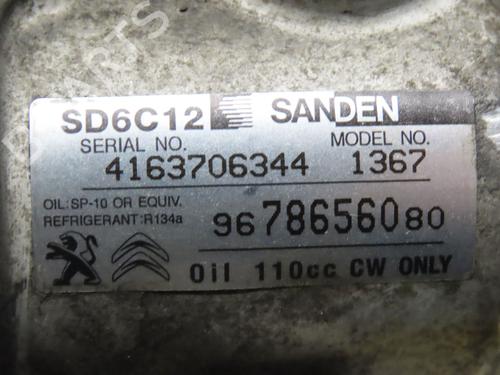 SD6C12 SANDEN
SERIAL NO. MODEL NO.
4163706344 1367
OIL:SP-10 OR EQUIV.
REFRIGERANT:R134a
9678656080
Oil 110cc CW ONLY